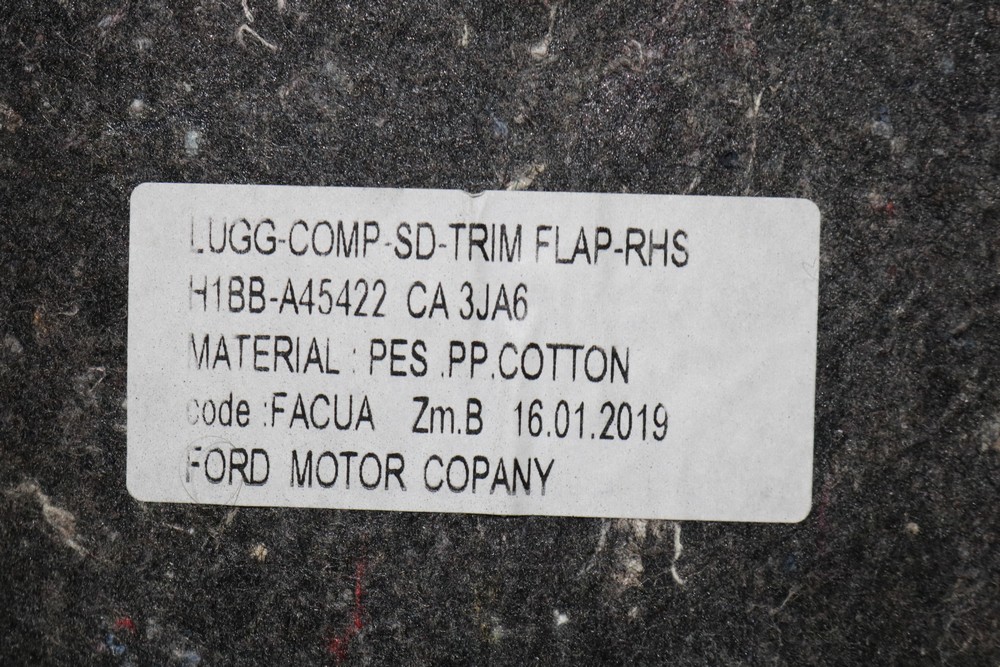 LUGG-COMP-SD-TRIM FLAP-RHS
H1BB-A45422 CA 3JA6
MATERIAL : PES .PP.COTTON
code :FACUA Zm.B 16.01.2019
FORD MOTOR COPANY